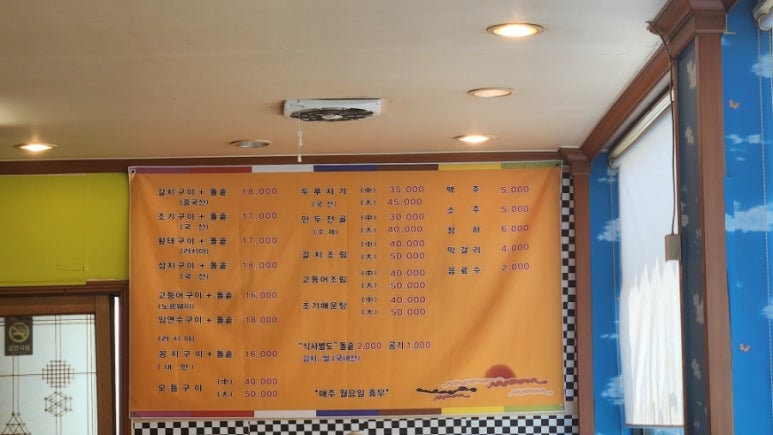 갈치구이 + 돌솥 18,000
(중국산)
조기구이 + 돌솥 17,000
(국 산)
황태구이 + 돌솥 17,000
(러시아)
삼치구이 + 돌솥 18,000
(국 산)
고등어구이 + 돌솥 16,000
(노르웨이)
임연수구이 + 돌솥 18,000
(러 시 아)
꽁치구이 + 돌솥 16,000
(대 만)
모듬구이 (中) 40,000
(大) 50,000
두루치기 (中) 35,000
(국 산) (大) 45,000
만두전골 (中) 30,000
(수 제) (大) 40,000
갈치조림 (中) 40,000
(大) 50,000
고등어조림 (中) 40,000
(大) 50,000
조기매운탕 (中) 40,000
(大) 50,000
"식사별도" 돌솥 2,000 공기 1,000
김치, 쌀 (국내산)
"매주 월요일 휴무"
맥 주 5,000
소 주 5,000
청 하 6,000
막걸리 4,000
음료수 2,000